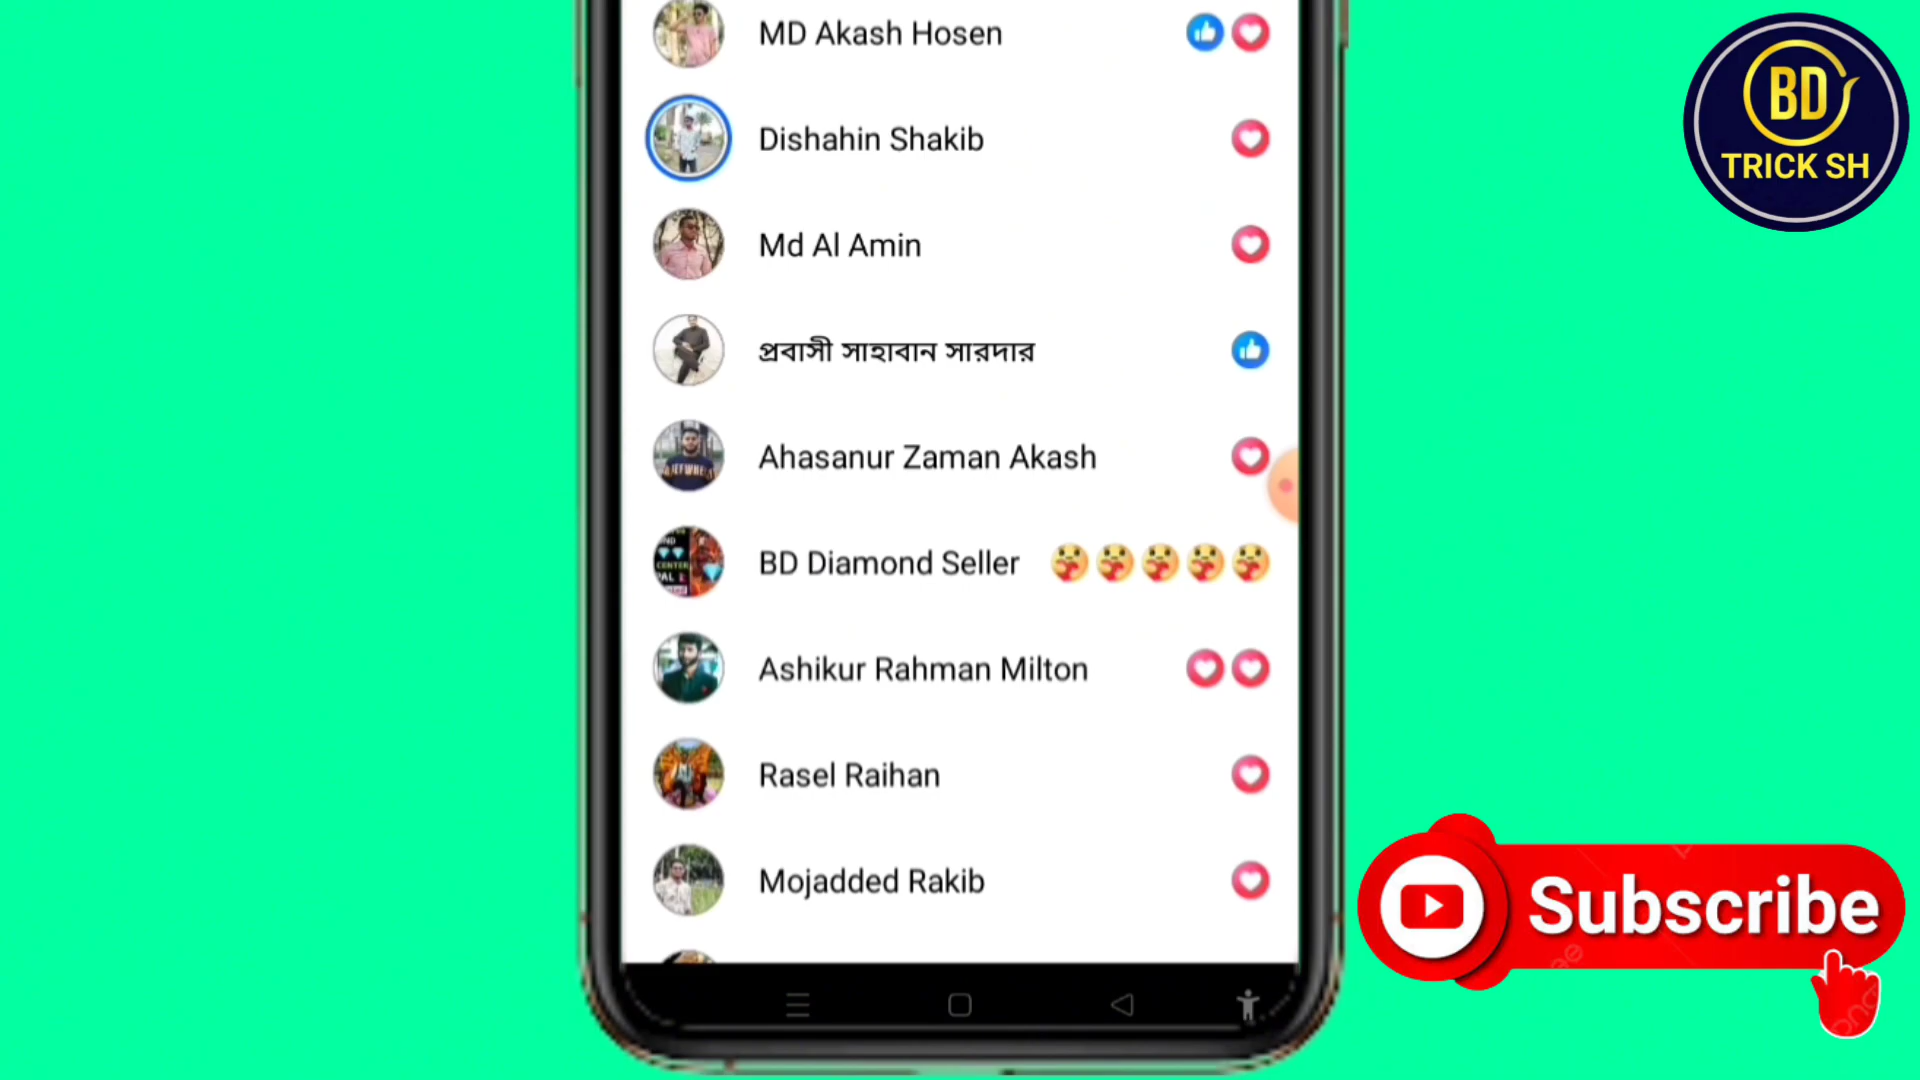 MD Akash Hosen
BD
TRICK SH
Dishahin Shakib
Md Al Amin
প্রবাসী সাহাবান সারদার
Ahasanur Zaman Akash
BD Diamond Seller
Ashikur Rahman Milton
Rasel Raihan
Mojadded Rakib
Subscribe